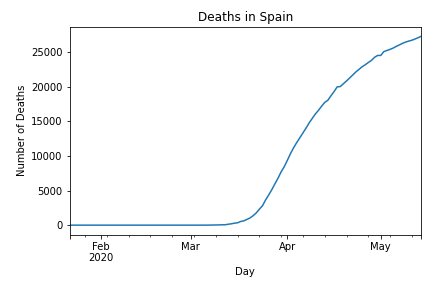 Deaths in Spain
Number of Deaths
25000
20000
15000
10000
5000
0
Feb
2020
Mar
Apr
May
Day